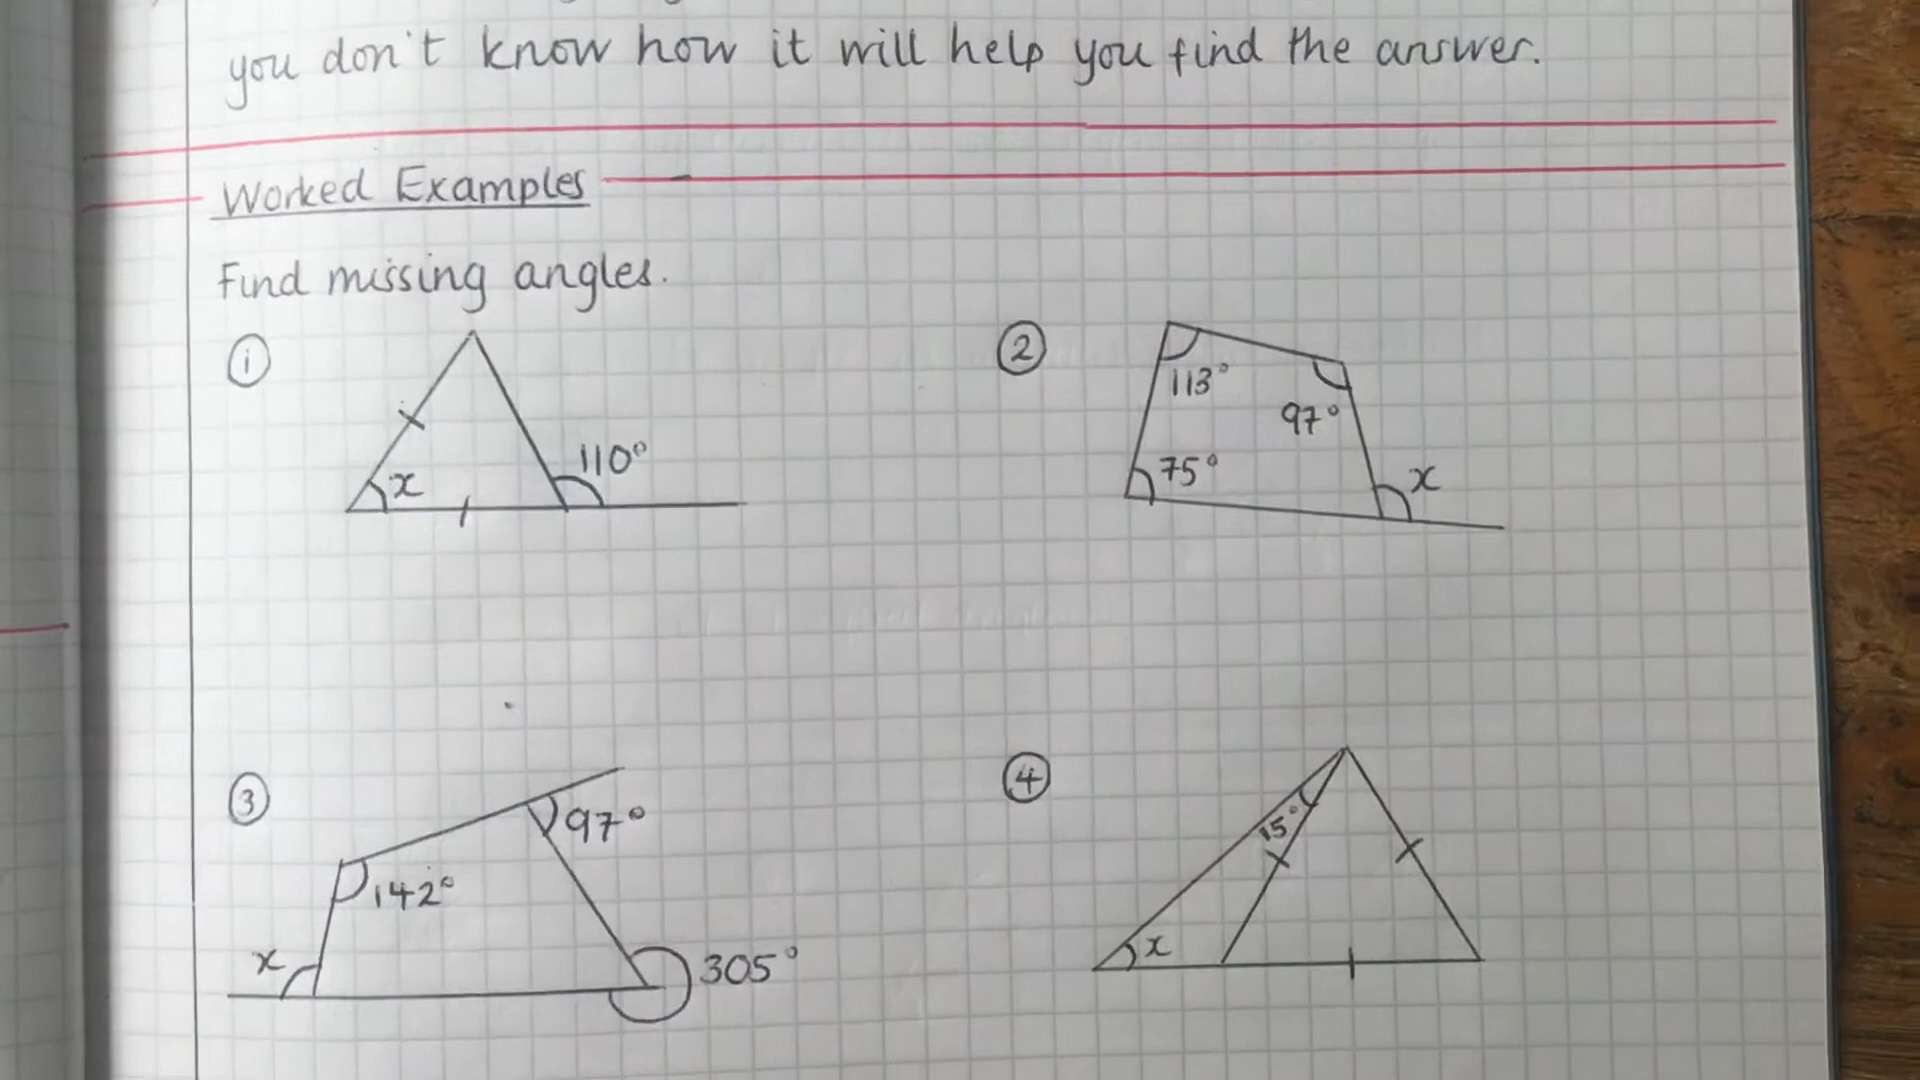 you don't know how it will help you find the answer.
Worked Examples
Find missing angles.
1
x
110°
2
113°
97°
75°
x
3
97°
142°
x
305°
4
15°
x